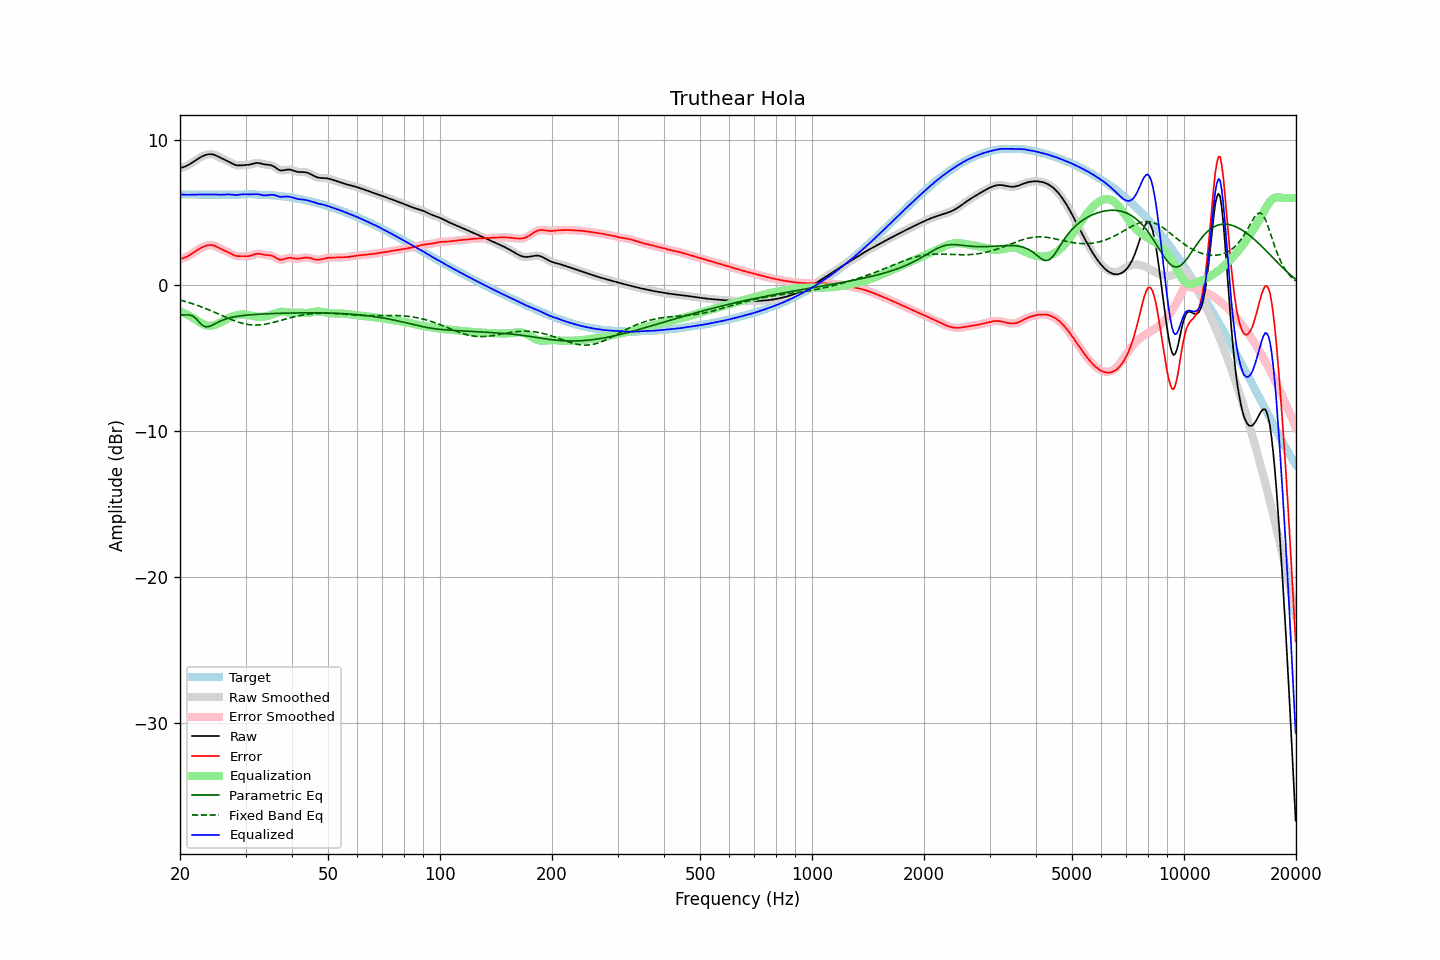 Truthear Hola
10
0
−10
−20
−30
Amplitude (dBr)
Target
Raw Smoothed
Error Smoothed
Raw
Error
Equalization
Parametric Eq
Fixed Band Eq
Equalized
20 50 100 200 500 1000 2000 5000 10000 20000
Frequency (Hz)